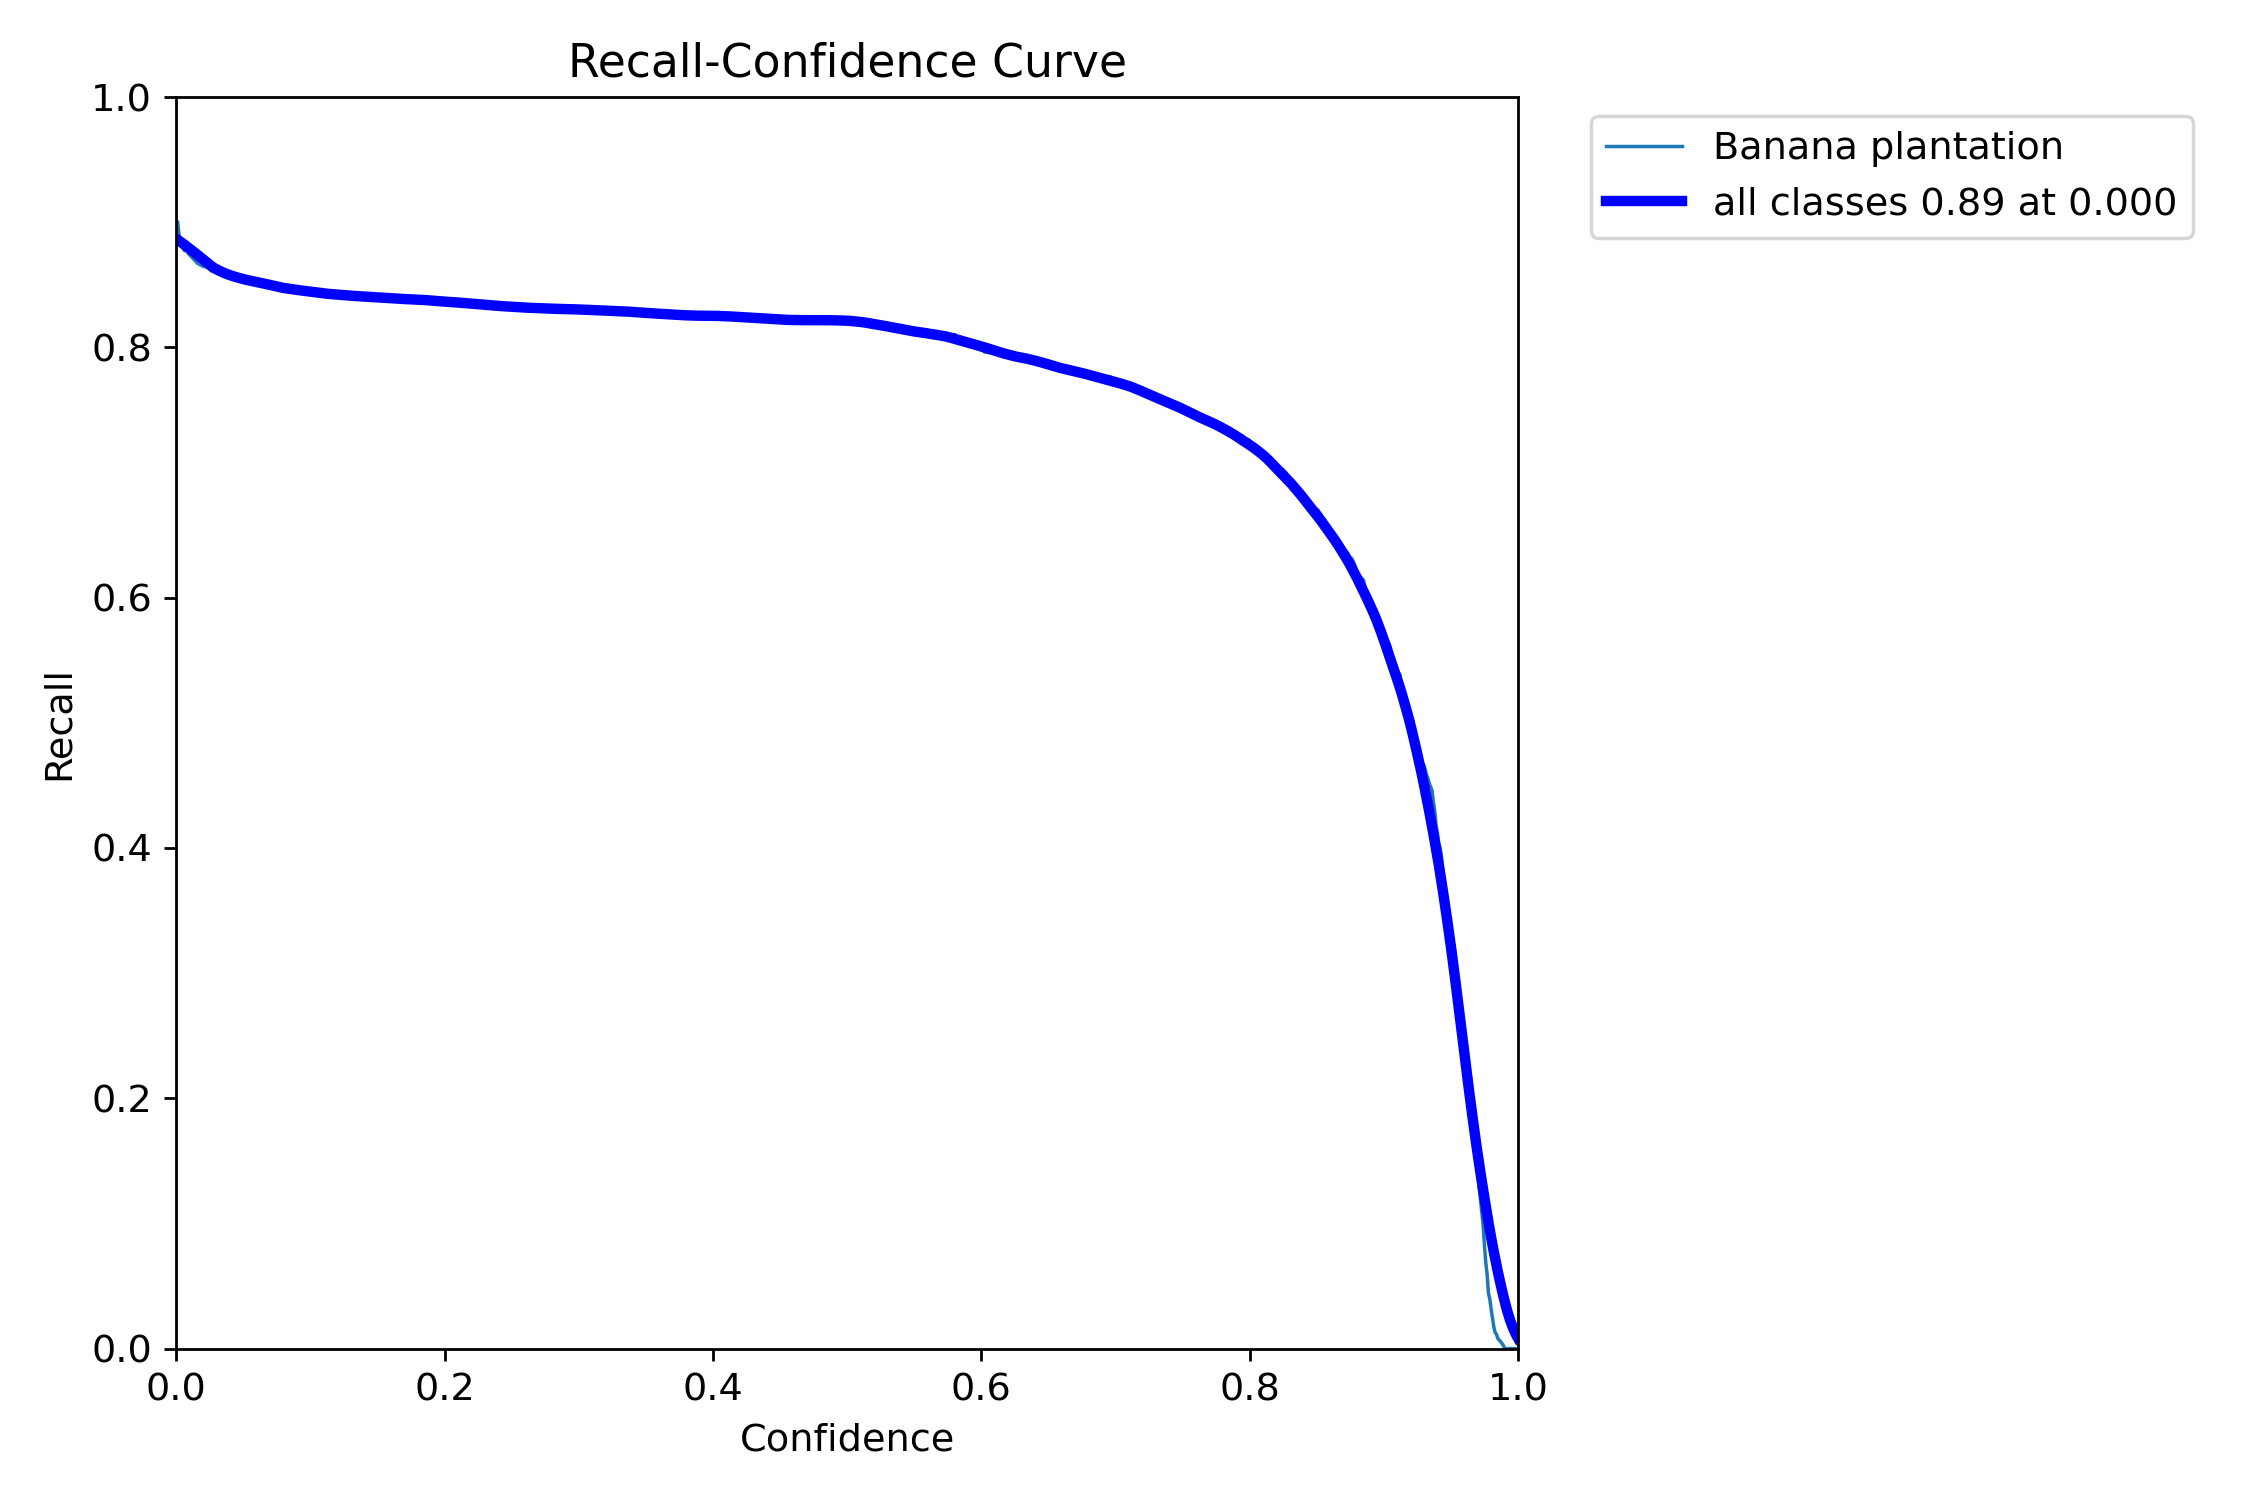 Recall-Confidence Curve
1.0
0.8
0.6
0.4
0.2
0.0
Recall
0.0 0.2 0.4 0.6 0.8 1.0
Confidence
Banana plantation
all classes 0.89 at 0.000